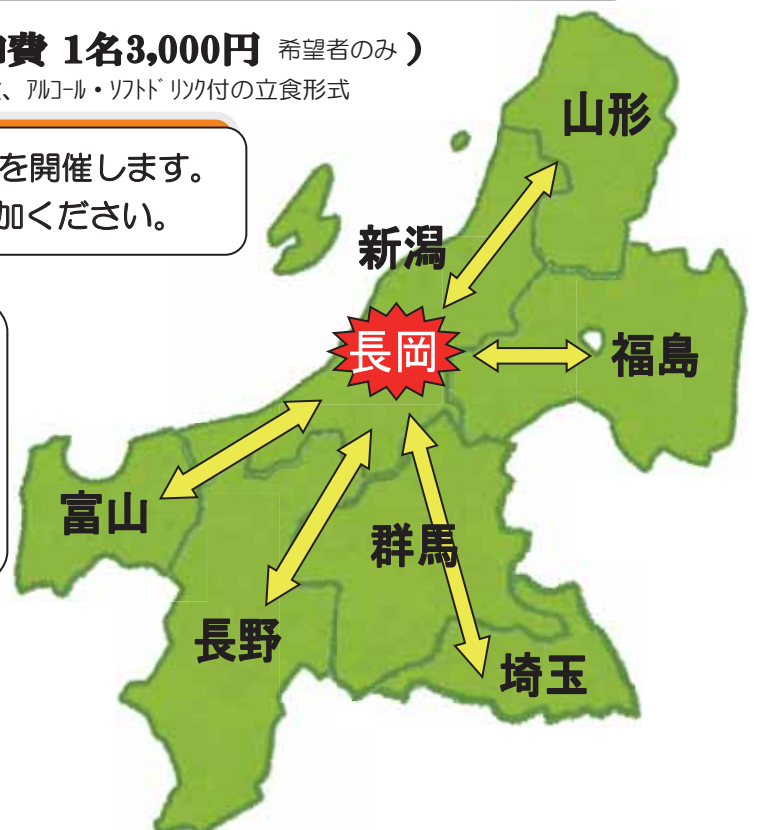 費 1名3,000円 希望者のみ )
、アルコール・ソフトドリンク付の立食形式
を開催します。
加ください。
山形
新潟
長岡
福島
富山
群馬
長野
埼玉